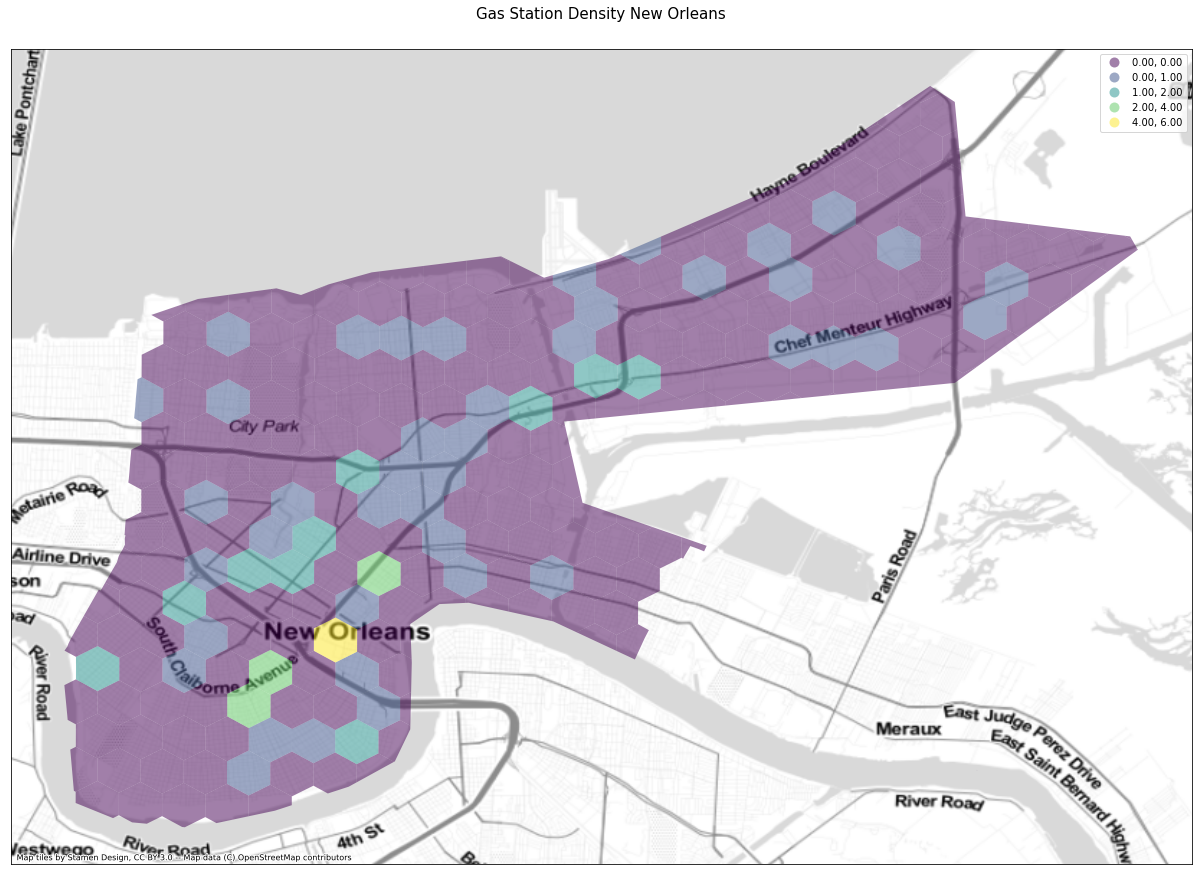 Gas Station Density New Orleans
Lake Pontchart
0.00, 0.00
0.00, 1.00
1.00, 2.00
2.00, 4.00
4.00, 6.00
Hayne Boulevard
Chef Menteur Highway
City Park
Metairie Road
Airline Drive
son
ad
River Road
South Claiborne Avenue
New Orleans
Paris Road
Meraux
East Judge Perez Drive
East Saint Bernard Highw
River Road
4th St
River Road
Westwego
Map tiles by Stamen Design, CC BY 3.0 -- Map data (C) OpenStreetMap contributors